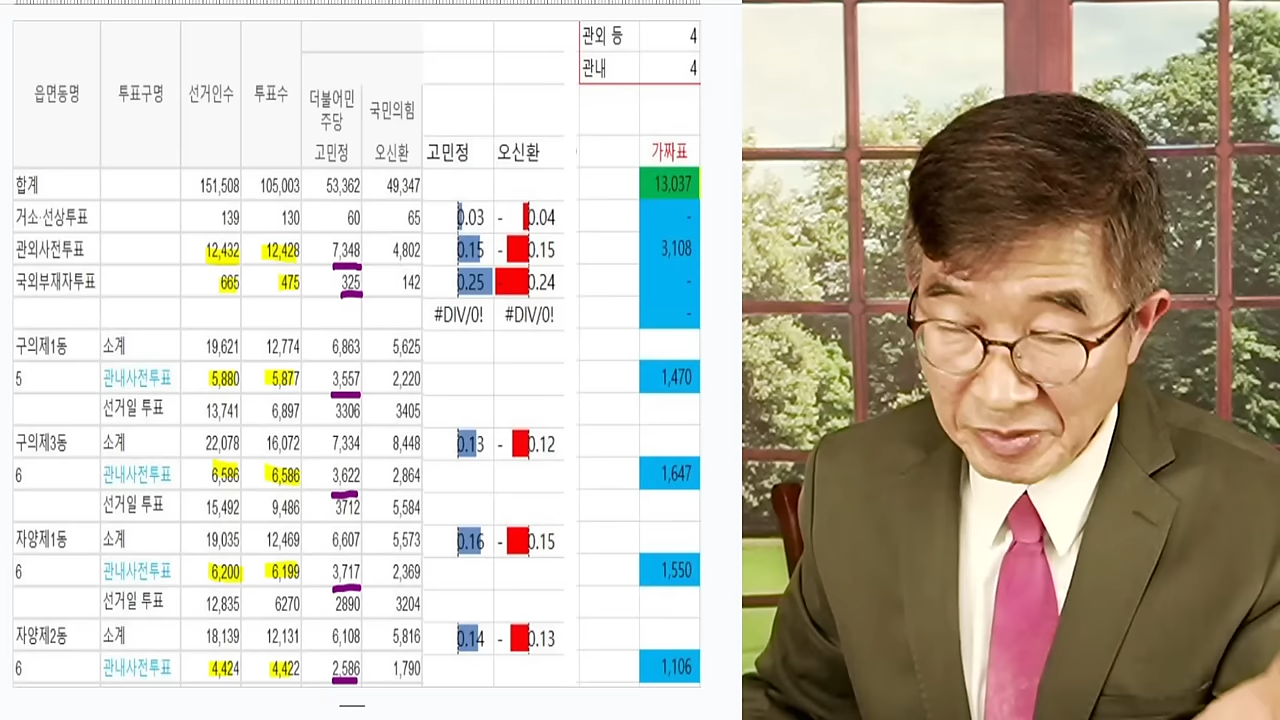 관외 등 4
관내 4
읍면동명 투표구명 선거인수 투표수 더불어민
주당
고민정 국민의힘
오신환 고민정 오신환 가짜표
합계 151,508 105,003 53,362 49,347 13,037
거소·선상투표 139 130 60 65 0.03 - 0.04 -
관외사전투표 12,432 12,428 7,348 4,802 0.15 - 0.15 3,108
국외부재자투표 665 475 325 142 0.25 0.24 -
#DIV/0! #DIV/0! -
구의제1동 소계 19,621 12,774 6,863 5,625
5 관내사전투표 5,880 5,877 3,557 2,220 1,470
선거일 투표 13,741 6,897 3306 3405
구의제3동 소계 22,078 16,072 7,334 8,448 0.13 - 0.12
6 관내사전투표 6,586 6,586 3,622 2,864 1,647
선거일 투표 15,492 9,486 3712 5,584
자양제1동 소계 19,035 12,469 6,607 5,573 0.16 - 0.15
6 관내사전투표 6,200 6,199 3,717 2,369 1,550
선거일 투표 12,835 6270 2890 3204
자양제2동 소계 18,139 12,131 6,108 5,816 0.14 - 0.13
6 관내사전투표 4,424 4,422 2,586 1,790 1,106